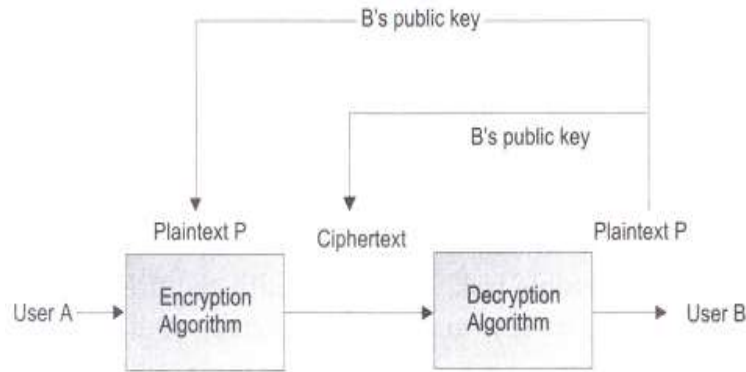 B's public key
B's public key
Plaintext P
Ciphertext
Plaintext P
User A
Encryption
Algorithm
Decryption
Algorithm
User B